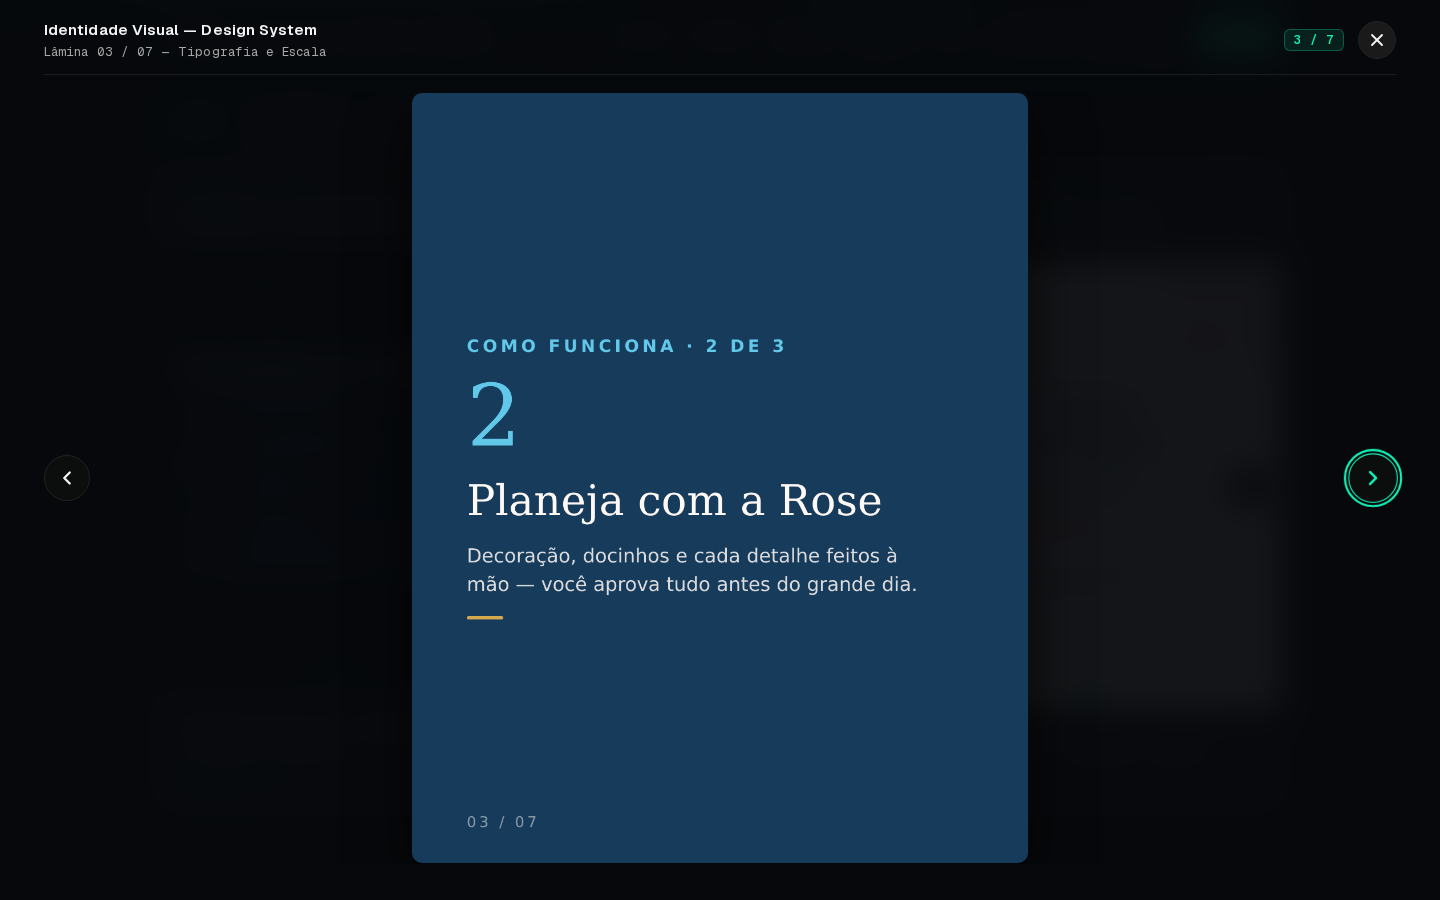 Identidade Visual — Design System
Lâmina 03 / 07 — Tipografia e Escala
3 / 7
COMO FUNCIONA · 2 DE 3
2
Planeja com a Rose
Decoração, docinhos e cada detalhe feitos à
mão — você aprova tudo antes do grande dia.
03 / 07